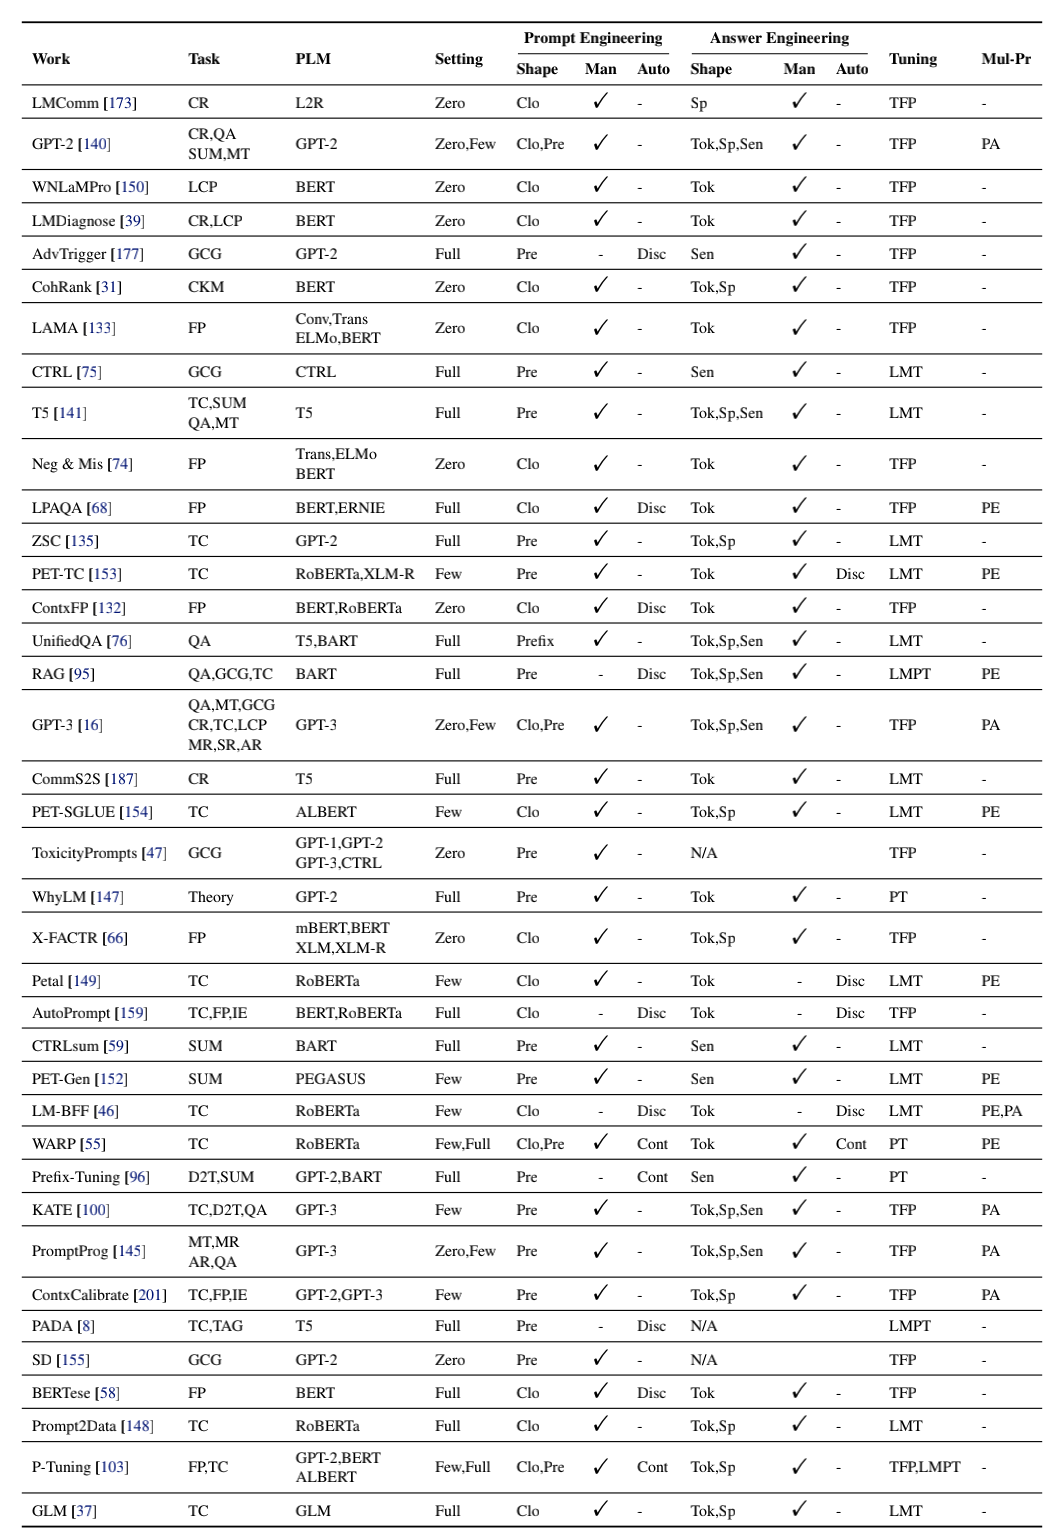 Prompt Engineering Answer Engineering
Work Task PLM Setting Shape Man Auto Shape Man Auto Tuning Mul-Pr
LMComm [173] CR L2R Zero Clo ✓ - Sp ✓ - TFP -
GPT-2 [140] CR,QA SUM,MT GPT-2 Zero,Few Clo,Pre ✓ - Tok,Sp,Sen ✓ - TFP PA
WNLaMPro [150] LCP BERT Zero Clo ✓ - Tok ✓ - TFP -
LMDiagnose [39] CR,LCP BERT Zero Clo ✓ - Tok ✓ - TFP -
AdvTrigger [177] GCG GPT-2 Full Pre - Disc Sen ✓ - TFP -
CohRank [31] CKM BERT Zero Clo ✓ - Tok,Sp ✓ - TFP -
LAMA [133] FP Conv,Trans ELMo,BERT Zero Clo ✓ - Tok ✓ - TFP -
CTRL [75] GCG CTRL Full Pre ✓ - Sen ✓ - LMT -
T5 [141] TC,SUM QA,MT T5 Full Pre ✓ - Tok,Sp,Sen ✓ - LMT -
Neg & Mis [74] FP Trans,ELMo BERT Zero Clo ✓ - Tok ✓ - TFP -
LPAQA [68] FP BERT,ERNIE Full Clo ✓ Disc Tok ✓ - TFP PE
ZSC [135] TC GPT-2 Full Pre ✓ - Tok,Sp ✓ - LMT -
PET-TC [153] TC RoBERTa,XLM-R Few Pre ✓ - Tok ✓ Disc LMT PE
ContxFP [132] FP BERT,RoBERTa Zero Clo ✓ Disc Tok ✓ - TFP -
UnifiedQA [76] QA T5,BART Full Prefix ✓ - Tok,Sp,Sen ✓ - LMT -
RAG [95] QA,GCG,TC BART Full Pre - Disc Tok,Sp,Sen ✓ - LMPT PE
GPT-3 [16] QA,MT,GCG CR,TC,LCP MR,SR,AR GPT-3 Zero,Few Clo,Pre ✓ - Tok,Sp,Sen ✓ - TFP PA
CommS2S [187] CR T5 Full Pre ✓ - Tok ✓ - LMT -
PET-SGLUE [154] TC ALBERT Few Clo ✓ - Tok,Sp ✓ - LMT PE
ToxicityPrompts [47] GCG GPT-1,GPT-2 GPT-3,CTRL Zero Pre ✓ - N/A TFP -
WhyLM [147] Theory GPT-2 Full Pre ✓ - Tok ✓ - PT -
X-FACTR [66] FP mBERT,BERT XLM,XLM-R Zero Clo ✓ - Tok,Sp ✓ - TFP -
Petal [149] TC RoBERTa Few Clo ✓ - Tok - Disc LMT PE
AutoPrompt [159] TC,FP,IE BERT,RoBERTa Full Clo - Disc Tok - Disc TFP -
CTRLsum [59] SUM BART Full Pre ✓ - Sen ✓ - LMT -
PET-Gen [152] SUM PEGASUS Few Pre ✓ - Sen ✓ - LMT PE
LM-BFF [46] TC RoBERTa Few Clo - Disc Tok - Disc LMT PE,PA
WARP [55] TC RoBERTa Few,Full Clo,Pre ✓ Cont Tok ✓ Cont PT PE
Prefix-Tuning [96] D2T,SUM GPT-2,BART Full Pre - Cont Sen ✓ - PT -
KATE [100] TC,D2T,QA GPT-3 Few Pre ✓ - Tok,Sp,Sen ✓ - TFP PA
PromptProg [145] MT,MR AR,QA GPT-3 Zero,Few Pre ✓ - Tok,Sp,Sen ✓ - TFP PA
ContxCalibrate [201] TC,FP,IE GPT-2,GPT-3 Few Pre ✓ - Tok,Sp ✓ - TFP PA
PADA [8] TC,TAG T5 Full Pre - Disc N/A LMPT -
SD [155] GCG GPT-2 Zero Pre ✓ - N/A TFP -
BERTese [58] FP BERT Full Clo ✓ Disc Tok ✓ - TFP -
Prompt2Data [148] TC RoBERTa Full Clo ✓ - Tok,Sp ✓ - LMT -
P-Tuning [103] FP,TC GPT-2,BERT ALBERT Few,Full Clo,Pre ✓ Cont Tok,Sp ✓ - TFP,LMPT -
GLM [37] TC GLM Full Clo ✓ - Tok,Sp ✓ - LMT -